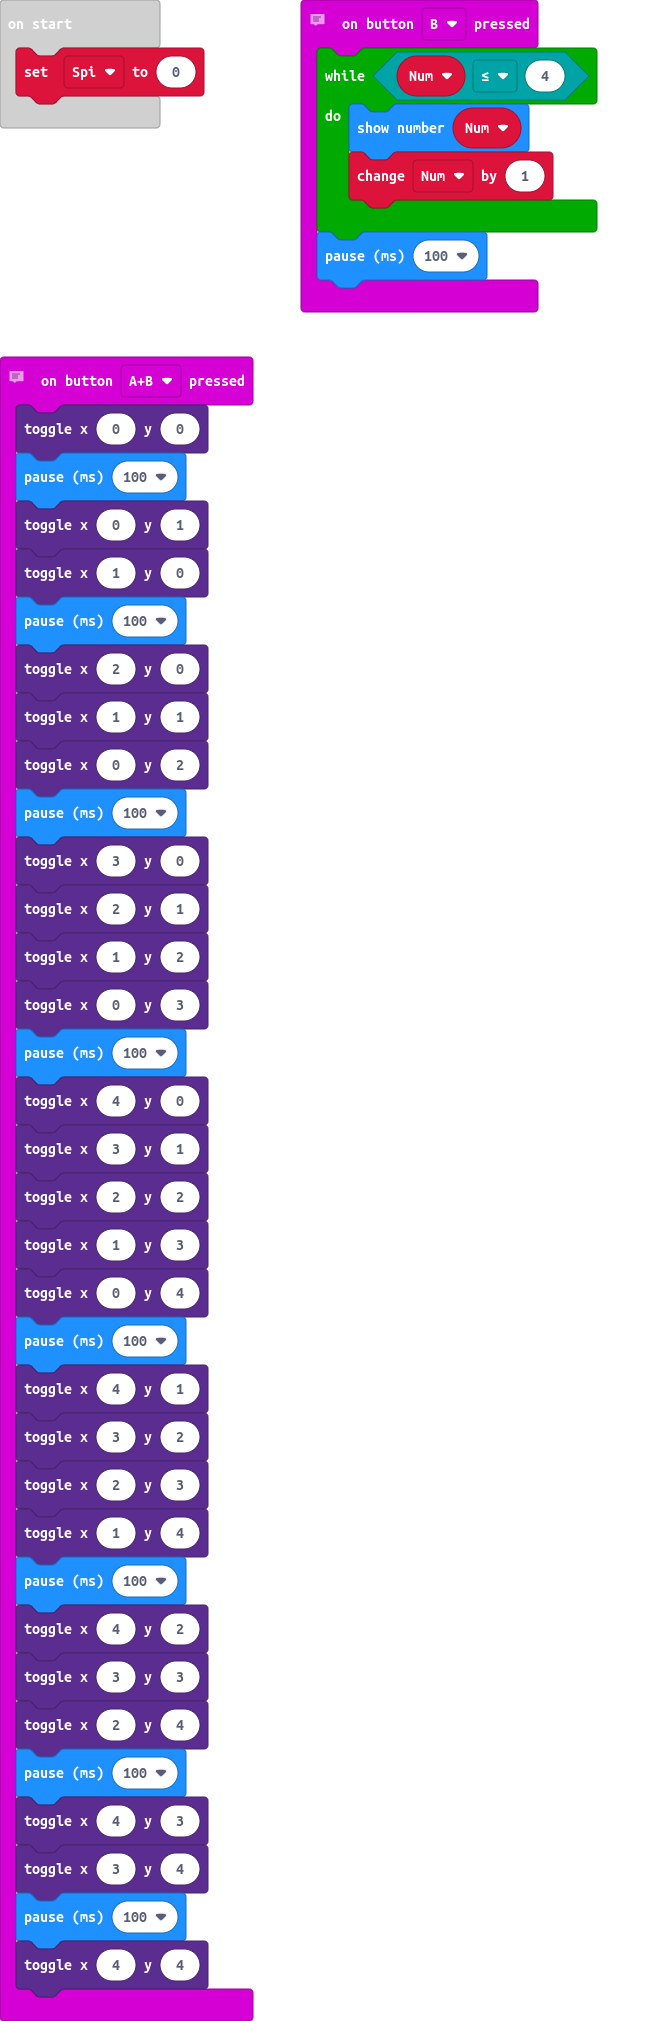 on start
set Spi to 0
on button B pressed
while Num ≤ 4
do
show number Num
change Num by 1
pause (ms) 100
on button A+B pressed
toggle x 0 y 0
pause (ms) 100
toggle x 0 y 1
toggle x 1 y 0
pause (ms) 100
toggle x 2 y 0
toggle x 1 y 1
toggle x 0 y 2
pause (ms) 100
toggle x 3 y 0
toggle x 2 y 1
toggle x 1 y 2
toggle x 0 y 3
pause (ms) 100
toggle x 4 y 0
toggle x 3 y 1
toggle x 2 y 2
toggle x 1 y 3
toggle x 0 y 4
pause (ms) 100
toggle x 4 y 1
toggle x 3 y 2
toggle x 2 y 3
toggle x 1 y 4
pause (ms) 100
toggle x 4 y 2
toggle x 3 y 3
toggle x 2 y 4
pause (ms) 100
toggle x 4 y 3
toggle x 3 y 4
pause (ms) 100
toggle x 4 y 4